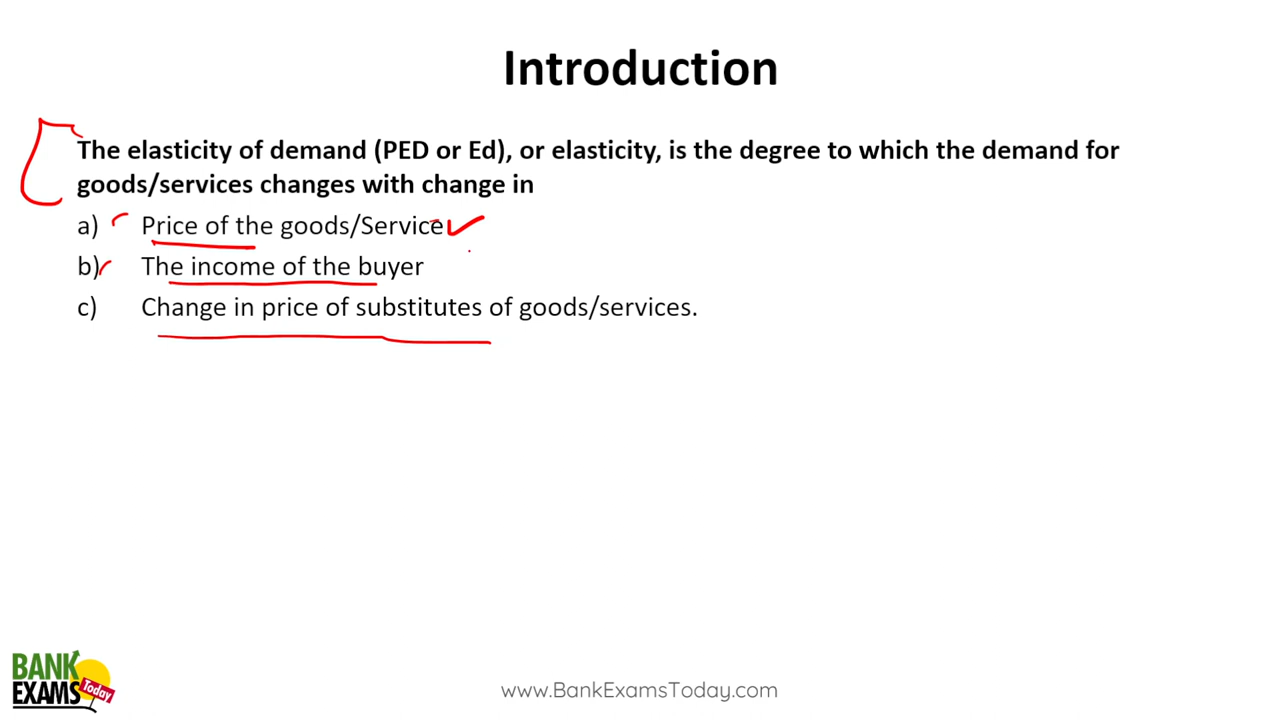 Introduction
The elasticity of demand (PED or Ed), or elasticity, is the degree to which the demand for
goods/services changes with change in
a) Price of the goods/Service
b) The income of the buyer
c) Change in price of substitutes of goods/services.
BANK
EXAMS Today
www.BankExamsToday.com